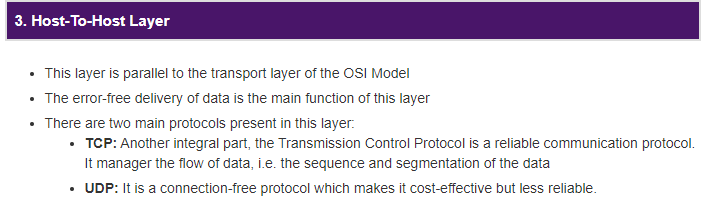 3. Host-To-Host Layer
This layer is parallel to the transport layer of the OSI Model
The error-free delivery of data is the main function of this layer
There are two main protocols present in this layer:
TCP: Another integral part, the Transmission Control Protocol is a reliable communication protocol.
It manager the flow of data, i.e. the sequence and segmentation of the data
UDP: It is a connection-free protocol which makes it cost-effective but less reliable.